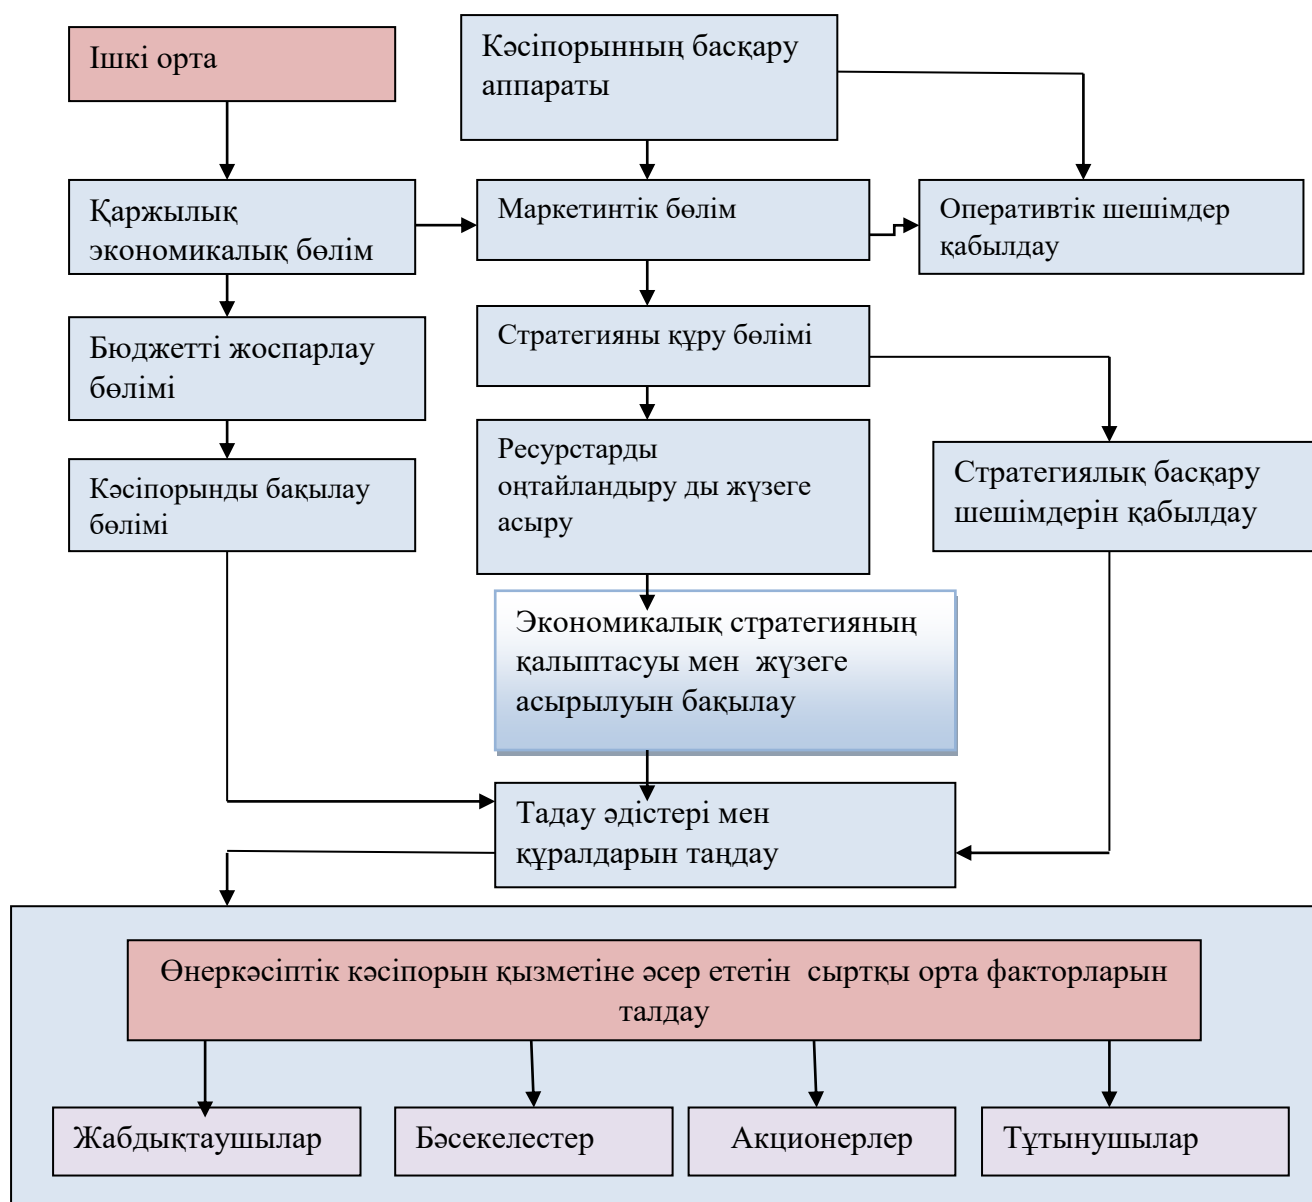 Ішкі орта
Кәсіпорынның басқару
аппараты
Қаржылық
экономикалық бөлім
Маркетинтік бөлім
Оперативтік шешімдер
қабылдау
Бюджетті жоспарлау
бөлімі
Стратегияны құру бөлімі
Кәсіпорынды бақылау
бөлімі
Ресурстарды
оңтайландыру ды жүзеге
асыру
Стратегиялық басқару
шешімдерін қабылдау
Экономикалық стратегияның
қалыптасуы мен  жүзеге
асырылуын бақылау
Тадау әдістері мен
құралдарын таңдау
Өнеркәсіптік кәсіпорын қызметіне әсер ететін  сыртқы орта факторларын
талдау
Жабдықтаушылар
Бәсекелестер
Акционерлер
Тұтынушылар